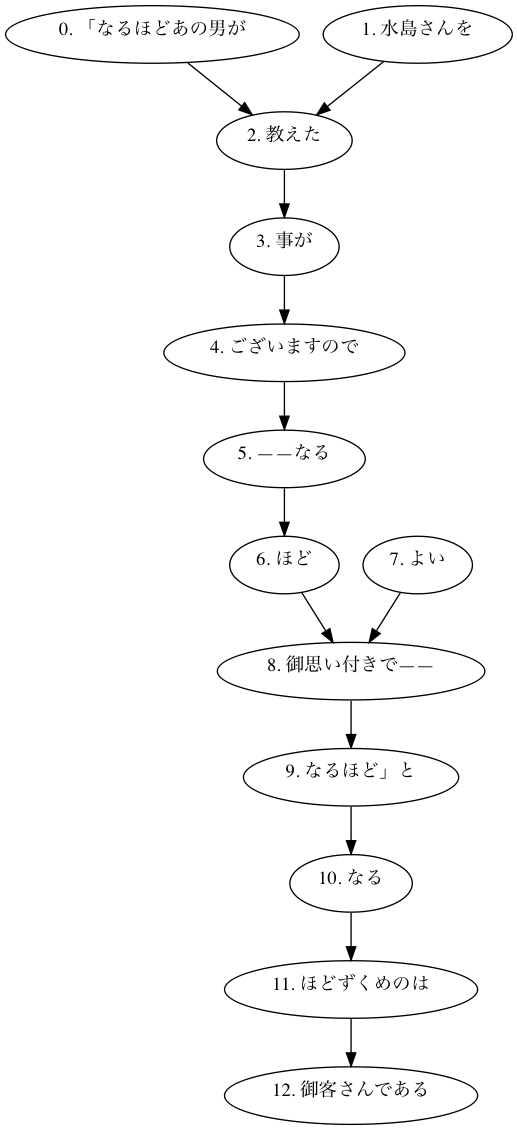 0. 「なるほどあの男が
1. 水島さんを
2. 教えた
3. 事が
4. ございますので
5. ――なる
6. ほど
7. よい
8. 御思い付きで――
9. なるほど」と
10. なる
11. ほどずくめのは
12. 御客さんである